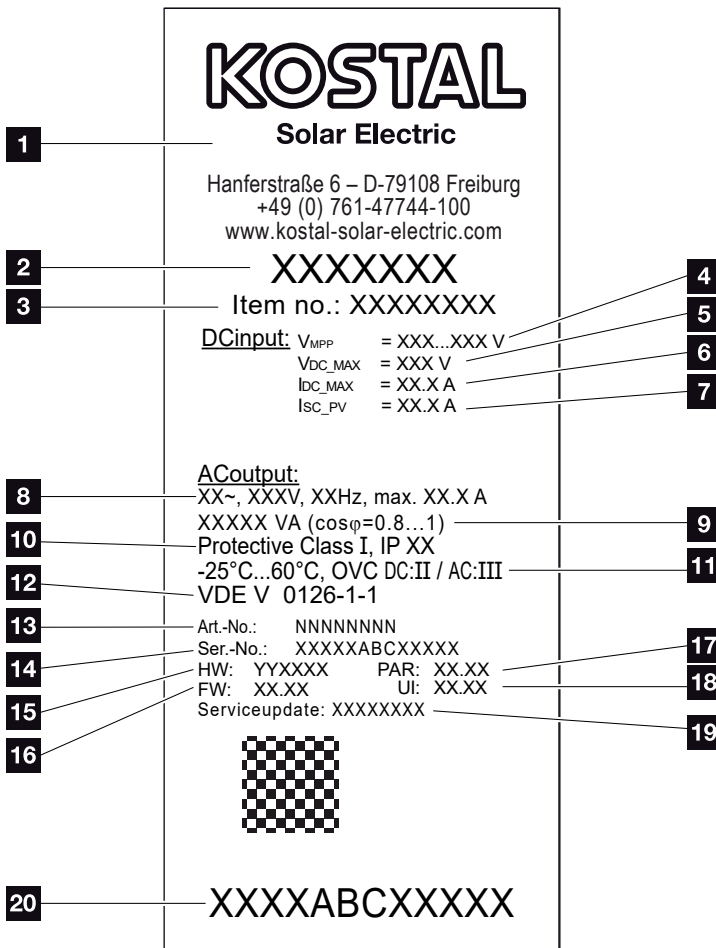 KOSTAL
Solar Electric
Hanferstraße 6 – D-79108 Freiburg
+49 (0) 761-47744-100
www.kostal-solar-electric.com
XXXXXXX
Item no.: XXXXXXXX
DCinput: VMPP = XXX...XXX V
VDC_MAX = XXX V
IDC_MAX = XX.X A
ISC_PV = XX.X A
ACoutput:
XX~, XXXV, XXHz, max. XX.X A
XXXXX VA (cosφ=0.8...1)
Protective Class I, IP XX
-25°C...60°C, OVC DC:II / AC:III
VDE V 0126-1-1
Art.-No.: NNNNNNNN
Ser.-No.: XXXXXABCXXXXX
HW: YYXXXX PAR: XX.XX
FW: XX.XX UI: XX.XX
Serviceupdate: XXXXXXXX
XXXXABCXXXXX
1
2
3
4
5
6
7
8
9
10
11
12
13
14
15
16
17
18
19
20